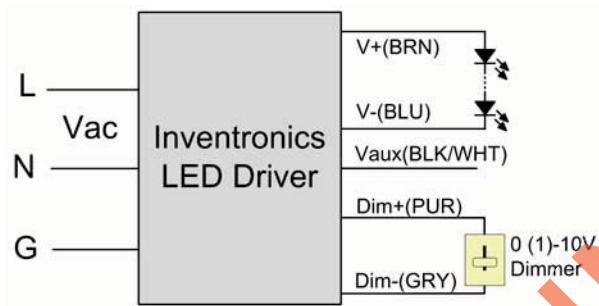 V+(BRN)
L
V-(BLU)
Vac
Inventronics
LED Driver
Vaux(BLK/WHT)
N
Dim+(PUR)
G
0 (1)-10V
Dimmer
Dim-(GRY)